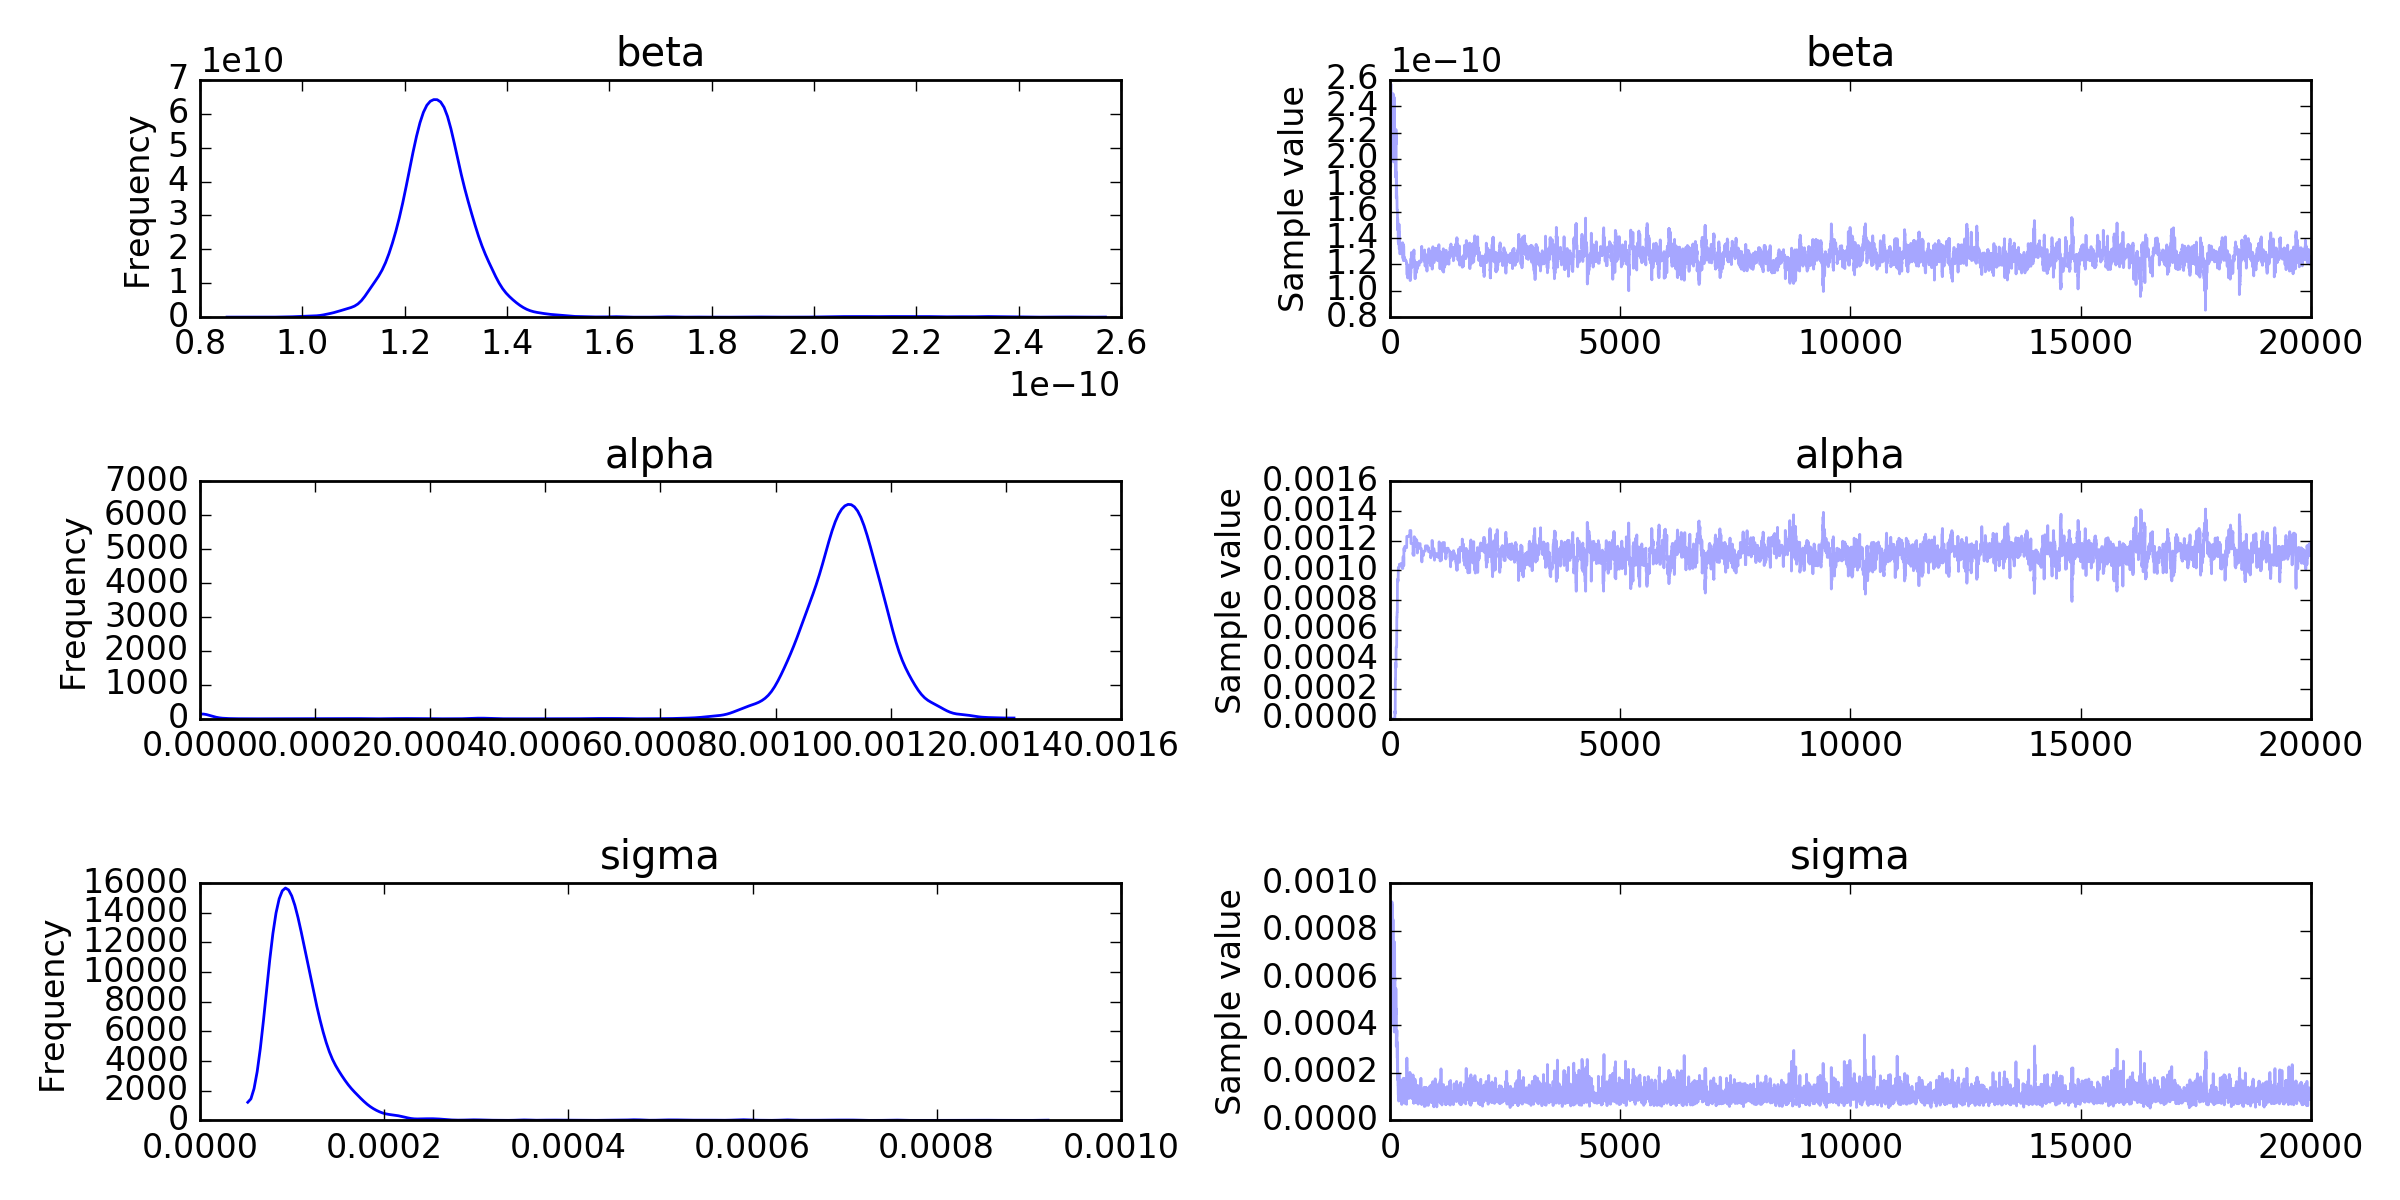 beta
1e10
7
6
5
4
3
2
1
0
Frequency
0.8 1.0 1.2 1.4 1.6 1.8 2.0 2.2 2.4 2.6
1e−10
beta
1e−10
2.6
2.4
2.2
2.0
1.8
1.6
1.4
1.2
1.0
0.8
Sample value
0 5000 10000 15000 20000
alpha
7000
6000
5000
4000
3000
2000
1000
0
Frequency
0.0000 0.0002 0.0004 0.0006 0.0008 0.0010 0.0012 0.0014 0.0016
alpha
0.0016
0.0014
0.0012
0.0010
0.0008
0.0006
0.0004
0.0002
0.0000
Sample value
0 5000 10000 15000 20000
sigma
16000
14000
12000
10000
8000
6000
4000
2000
0
Frequency
0.0000 0.0002 0.0004 0.0006 0.0008 0.0010
sigma
0.0010
0.0008
0.0006
0.0004
0.0002
0.0000
Sample value
0 5000 10000 15000 20000